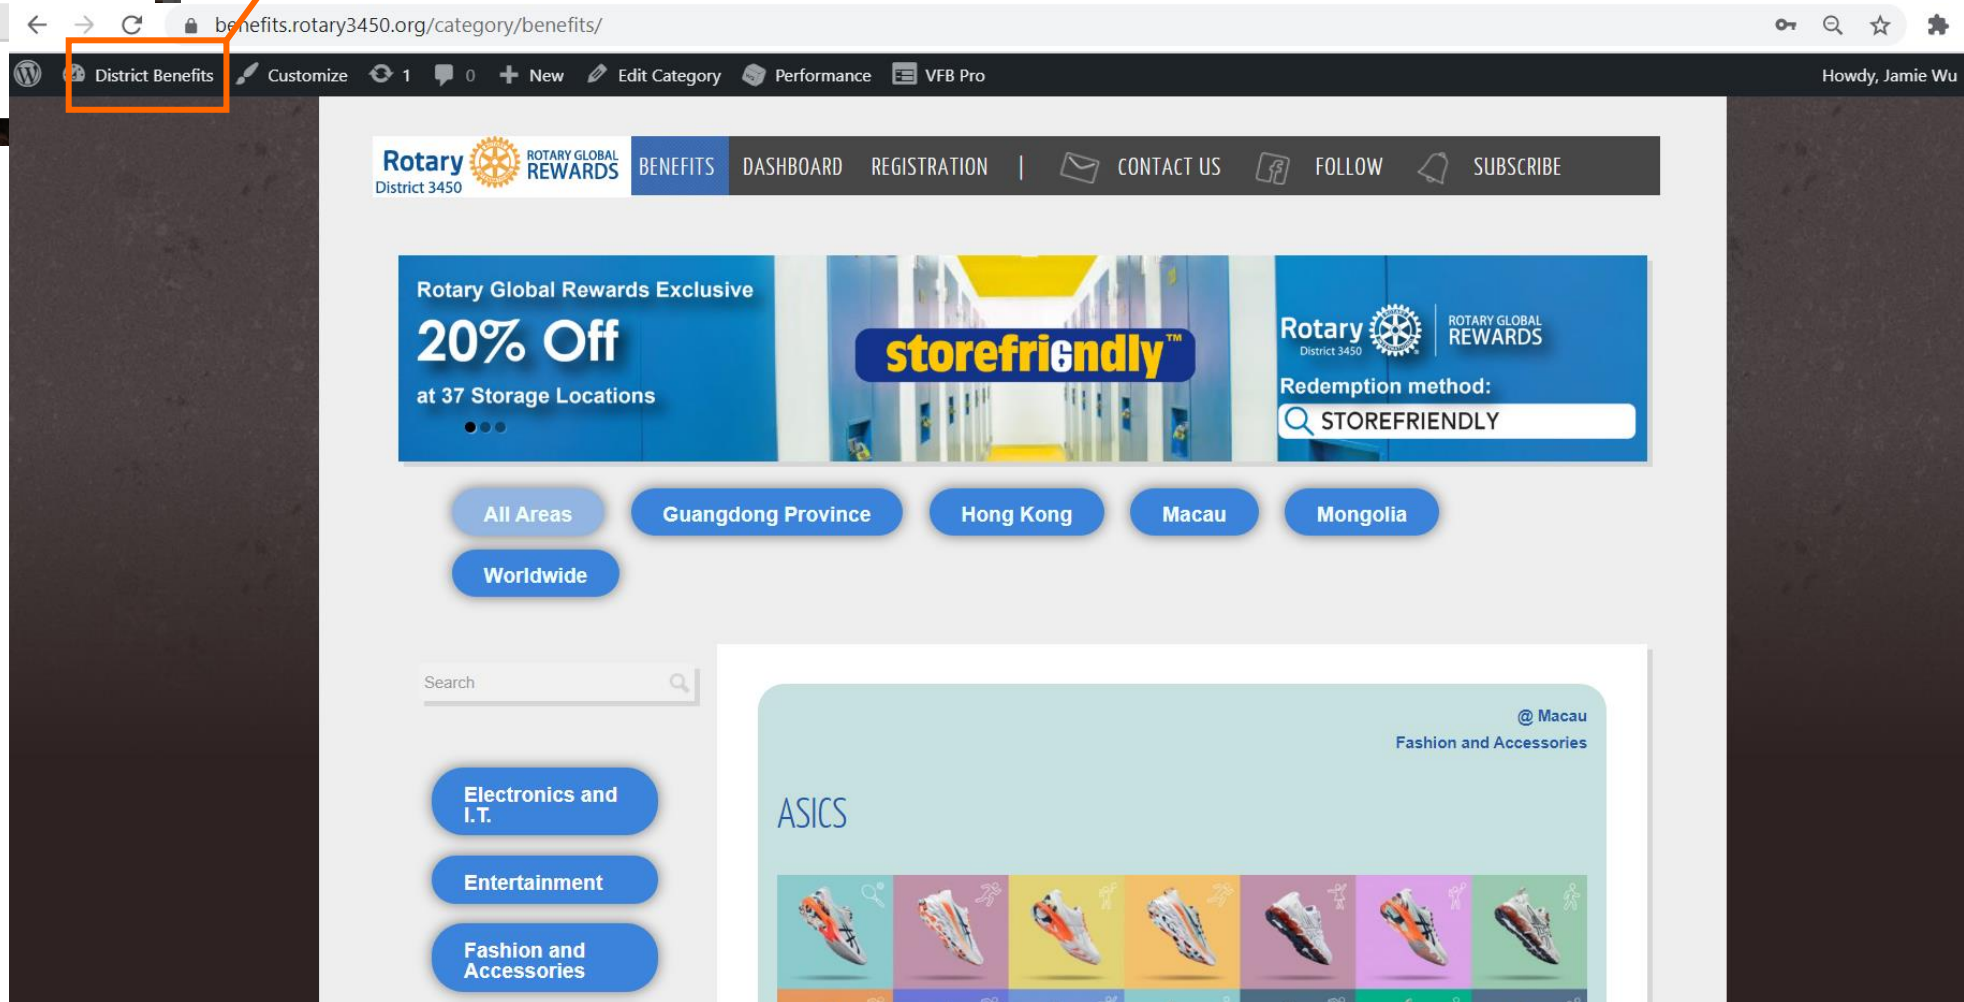 benefits.rotary3450.org/category/benefits/
District Benefits Customize 1 0 New Edit Category Performance VFB Pro Howdy, Jamie Wu
Rotary
District 3450
ROTARY GLOBAL
REWARDS
BENEFITS DASHBOARD REGISTRATION | CONTACT US FOLLOW SUBSCRIBE
Rotary Global Rewards Exclusive
20% Off
at 37 Storage Locations
storefriendly™
Rotary
District 3450
ROTARY GLOBAL
REWARDS
Redemption method:
STOREFRIENDLY
All Areas Guangdong Province Hong Kong Macau Mongolia
Worldwide
Search
@ Macau
Fashion and Accessories
Electronics and
I.T.
ASICS
Entertainment
Fashion and
Accessories